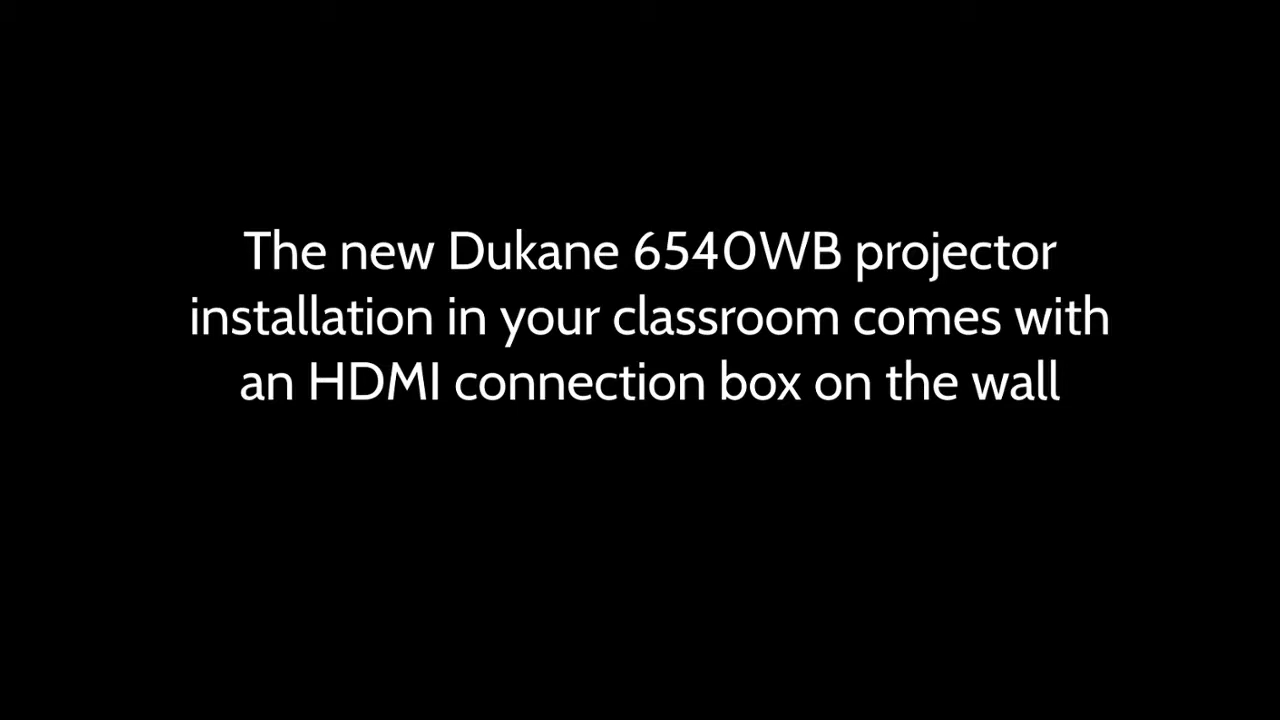 The new Dukane 6540WB projector
installation in your classroom comes with
an HDMI connection box on the wall